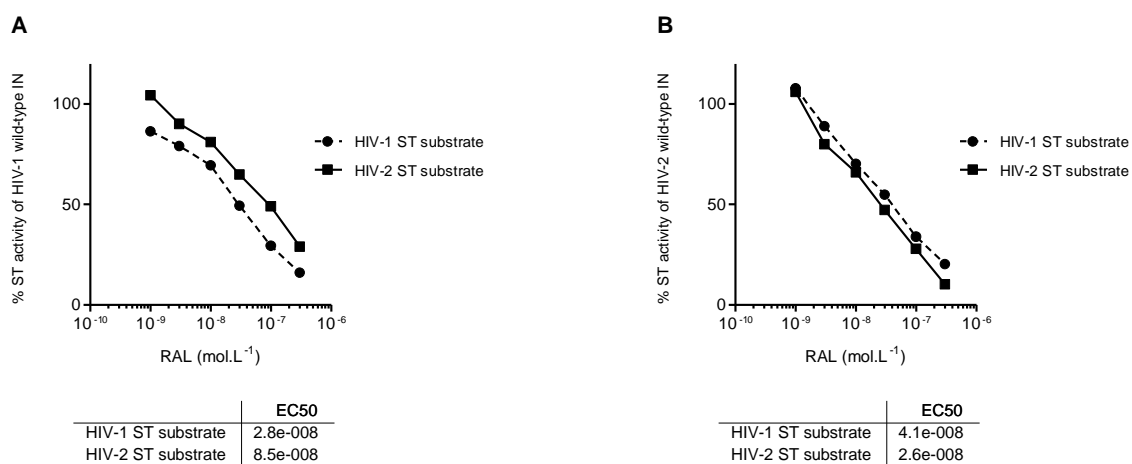 A
% ST activity of HIV-1 wild-type IN
100
50
0
10⁻¹⁰ 10⁻⁹ 10⁻⁸ 10⁻⁷ 10⁻⁶
RAL (mol.L⁻¹)
HIV-1 ST substrate
HIV-2 ST substrate
EC50
HIV-1 ST substrate 2.8e-008
HIV-2 ST substrate 8.5e-008
B
% ST activity of HIV-2 wild-type IN
100
50
0
10⁻¹⁰ 10⁻⁹ 10⁻⁸ 10⁻⁷ 10⁻⁶
RAL (mol.L⁻¹)
HIV-1 ST substrate
HIV-2 ST substrate
EC50
HIV-1 ST substrate 4.1e-008
HIV-2 ST substrate 2.6e-008